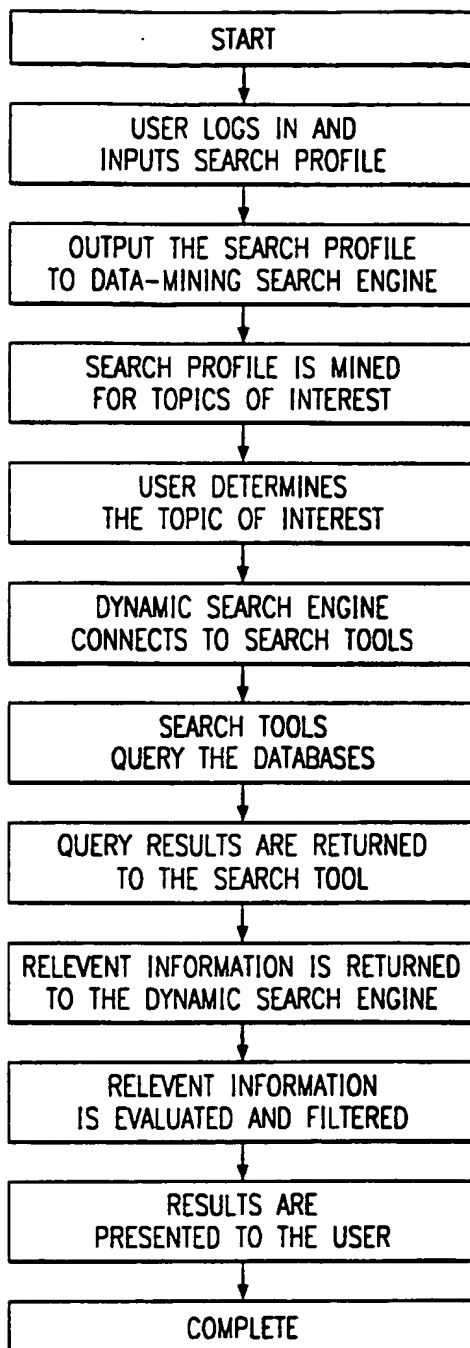 START
USER LOGS IN AND
INPUTS SEARCH PROFILE
OUTPUT THE SEARCH PROFILE
TO DATA-MINING SEARCH ENGINE
SEARCH PROFILE IS MINED
FOR TOPICS OF INTEREST
USER DETERMINES
THE TOPIC OF INTEREST
DYNAMIC SEARCH ENGINE
CONNECTS TO SEARCH TOOLS
SEARCH TOOLS
QUERY THE DATABASES
QUERY RESULTS ARE RETURNED
TO THE SEARCH TOOL
RELEVENT INFORMATION IS RETURNED
TO THE DYNAMIC SEARCH ENGINE
RELEVENT INFORMATION
IS EVALUATED AND FILTERED
RESULTS ARE
PRESENTED TO THE USER
COMPLETE